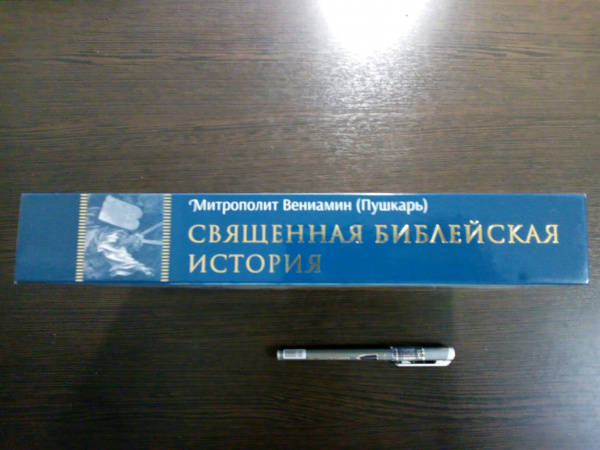 Митрополит Вениамин (Пушкарь)
СВЯЩЕННАЯ БИБЛЕЙСКАЯ
ИСТОРИЯ